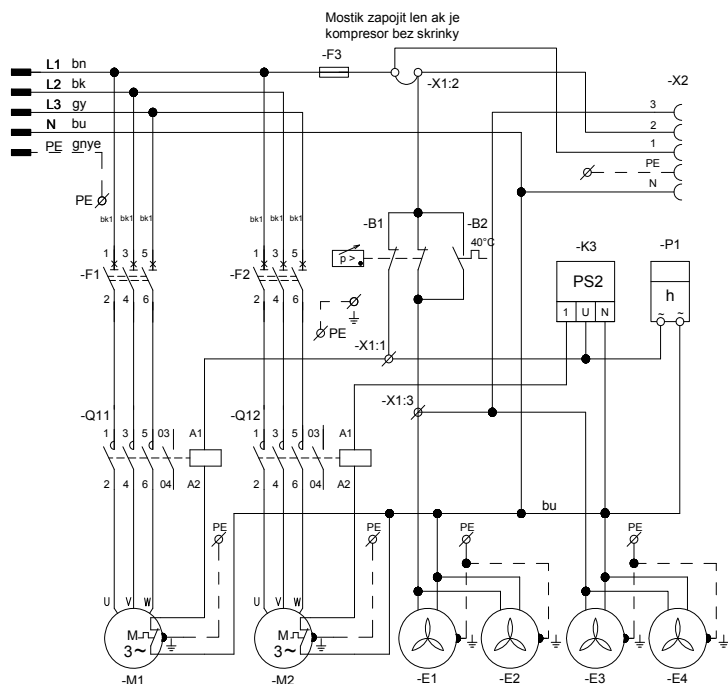 Mostik zapojit len ak je
kompresor bez skrinky
-F3
L1 bn
L2 bk
L3 gy
N bu
PE gnye
-X1:2
-X2
3
2
1
PE
N
PE
bk1 bk1 bk1
bk1 bk1 bk1
-B1
-B2
40°C
p >
-K3
PS2
1 U N
-P1
h
~ ~
-F1
1 3 5
2 4 6
-F2
1 3 5
2 4 6
PE
-X1:1
-X1:3
-Q11
1 3 5 03
2 4 6 04
A1
A2
-Q12
1 3 5 03
2 4 6 04
A1
A2
bu
PE
PE
PE
PE
U V W
U V W
M
3~
M
3~
-M1
-M2
-E1
-E2
-E3
-E4